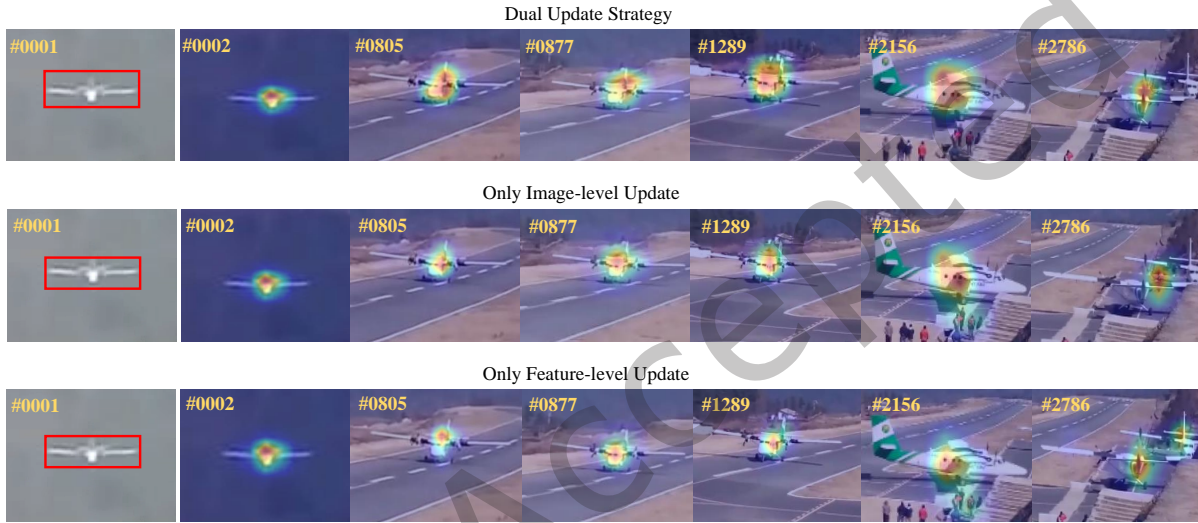 Dual Update Strategy
#0001 #0002 #0805 #0877 #1289 #2156 #2786
Only Image-level Update
#0001 #0002 #0805 #0877 #1289 #2156 #2786
Only Feature-level Update
#0001 #0002 #0805 #0877 #1289 #2156 #2786
Accepted